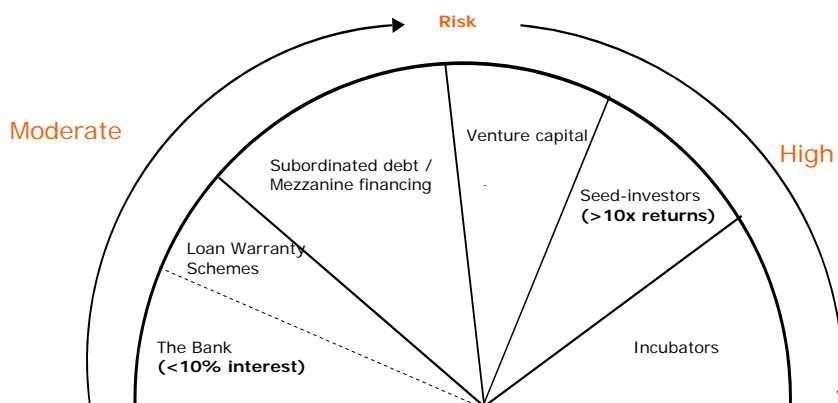 Risk
Moderate
High
Venture capital
Subordinated debt /
Mezzanine financing
Seed-investors
(>10x returns)
Loan Warranty
Schemes
The Bank
(<10% interest)
Incubators